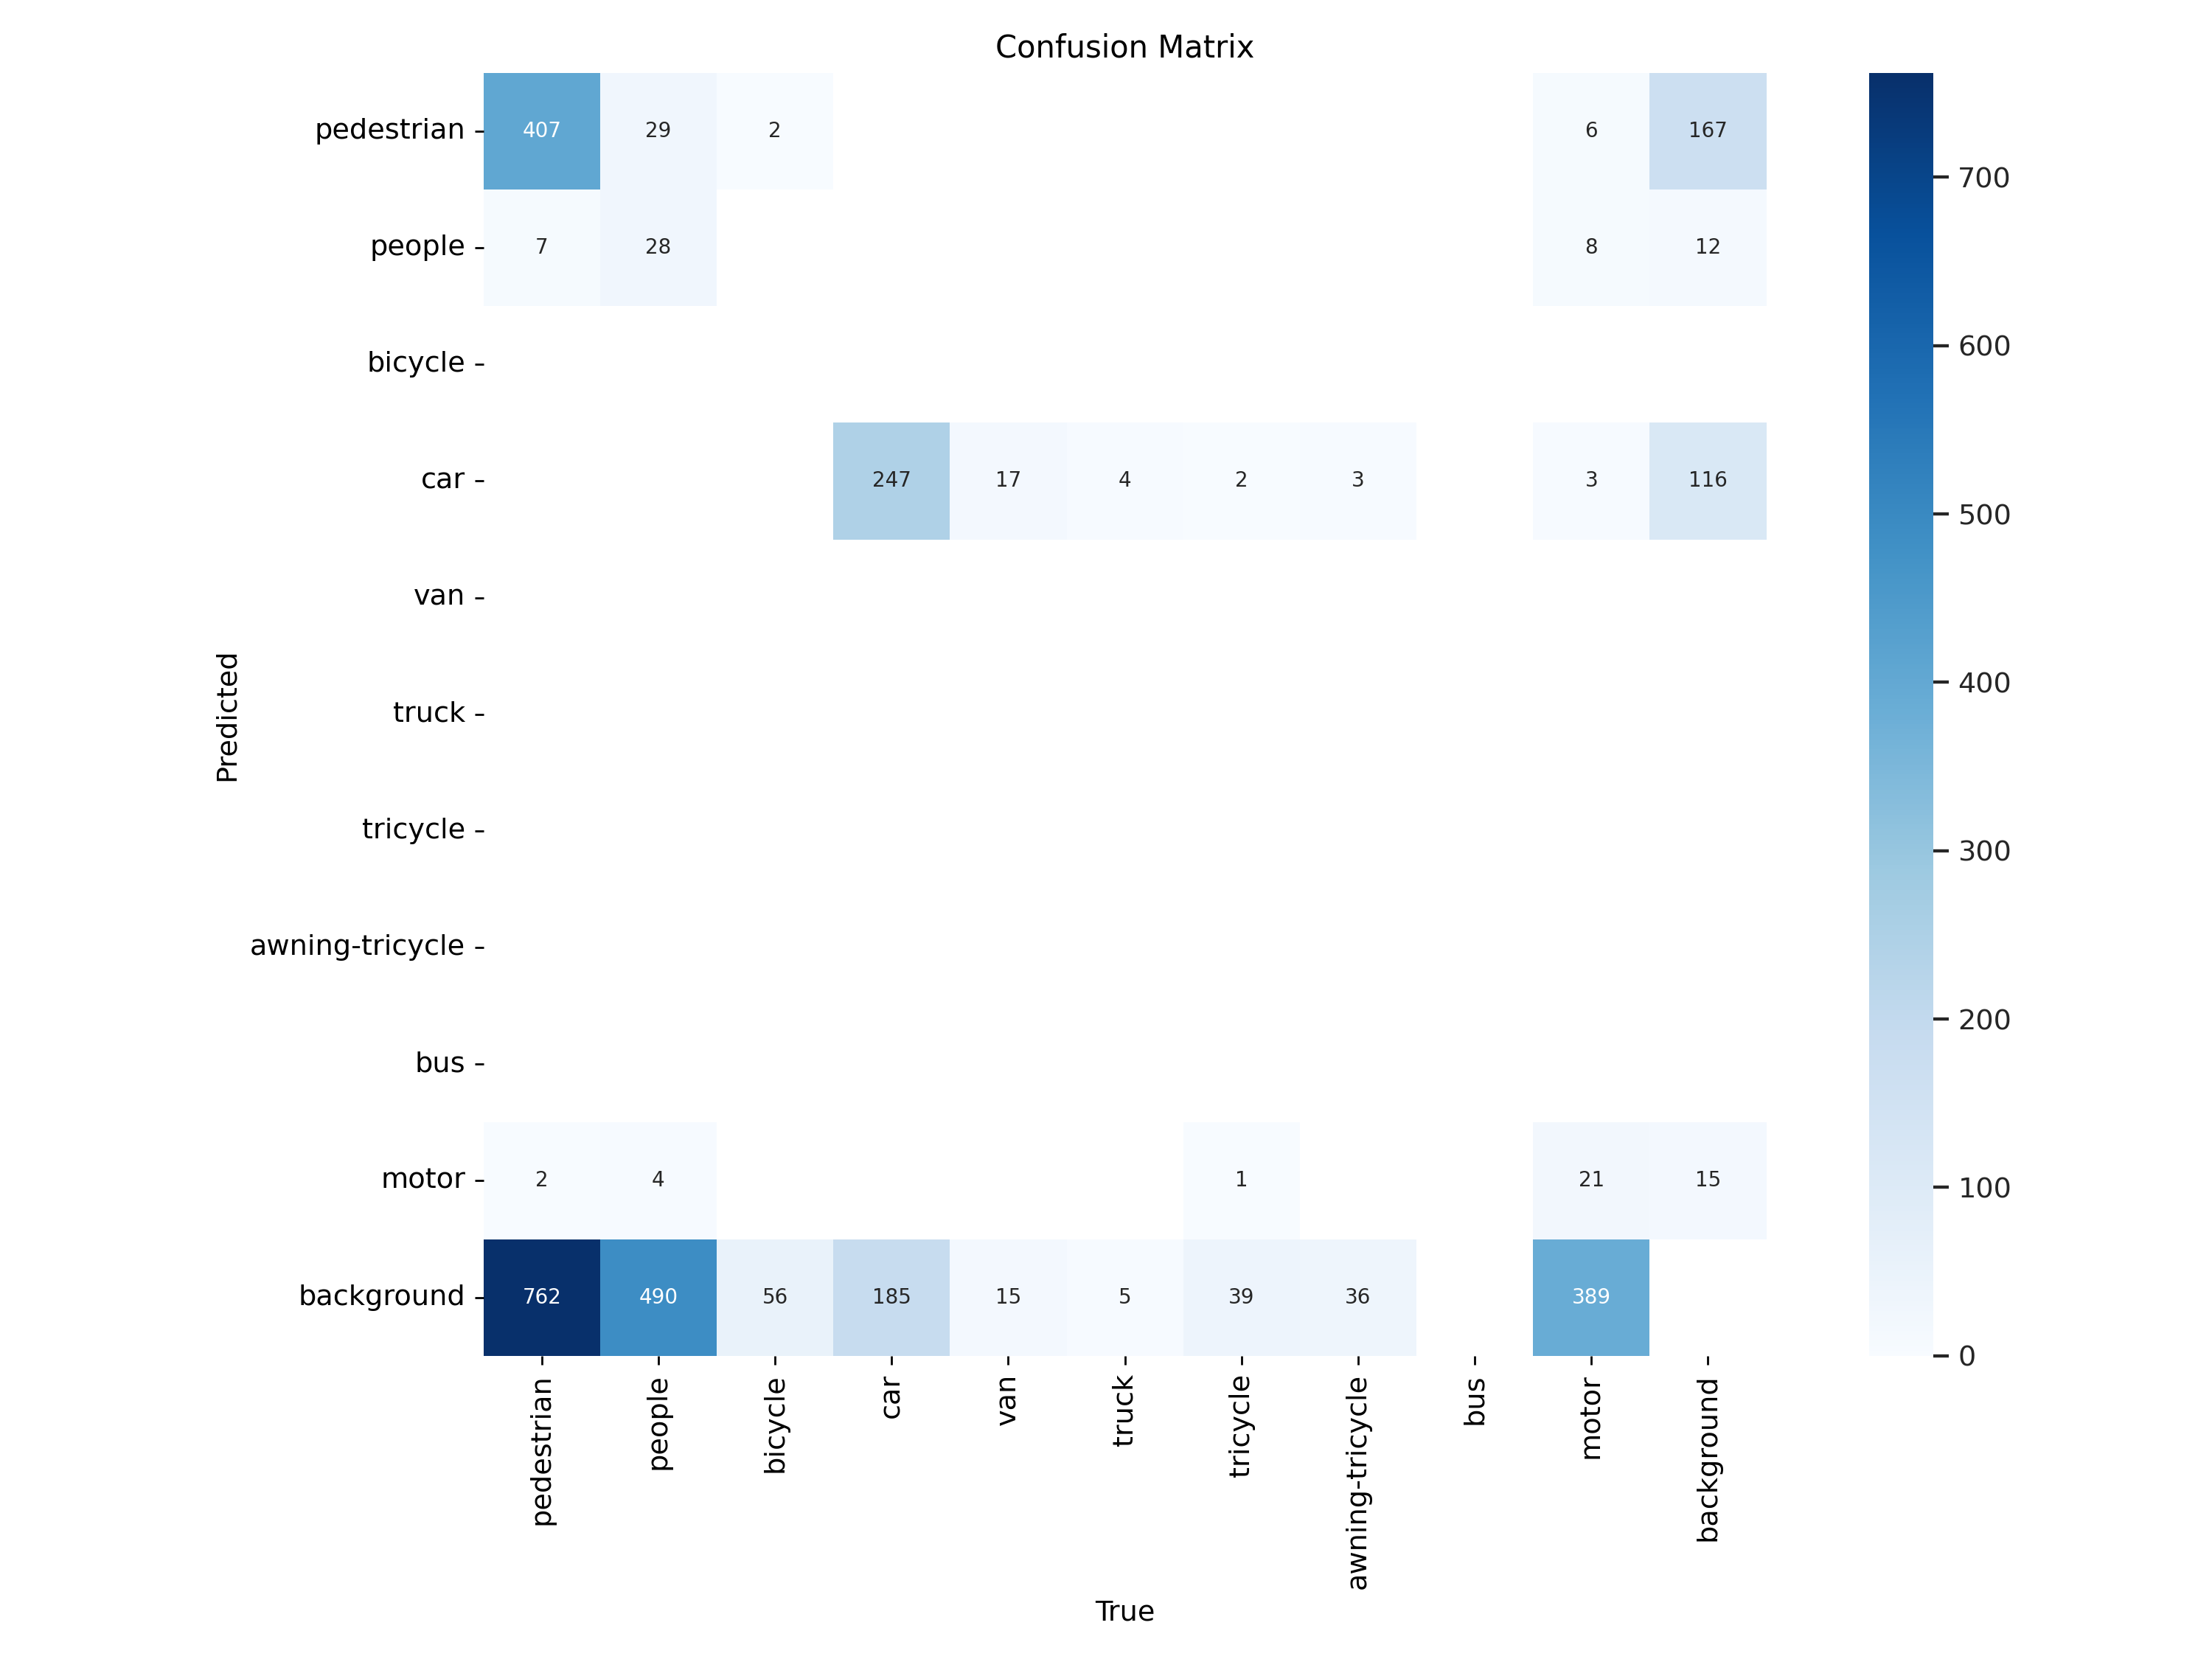 Confusion Matrix
pedestrian 407 29 2 6 167
people 7 28 8 12
bicycle
car 247 17 4 2 3 3 116
van
truck
tricycle
awning-tricycle
bus
motor 2 4 1 21 15
background 762 490 56 185 15 5 39 36 389
Predicted
pedestrian
people
bicycle
car
van
truck
tricycle
awning-tricycle
bus
motor
background
True
700
600
500
400
300
200
100
0